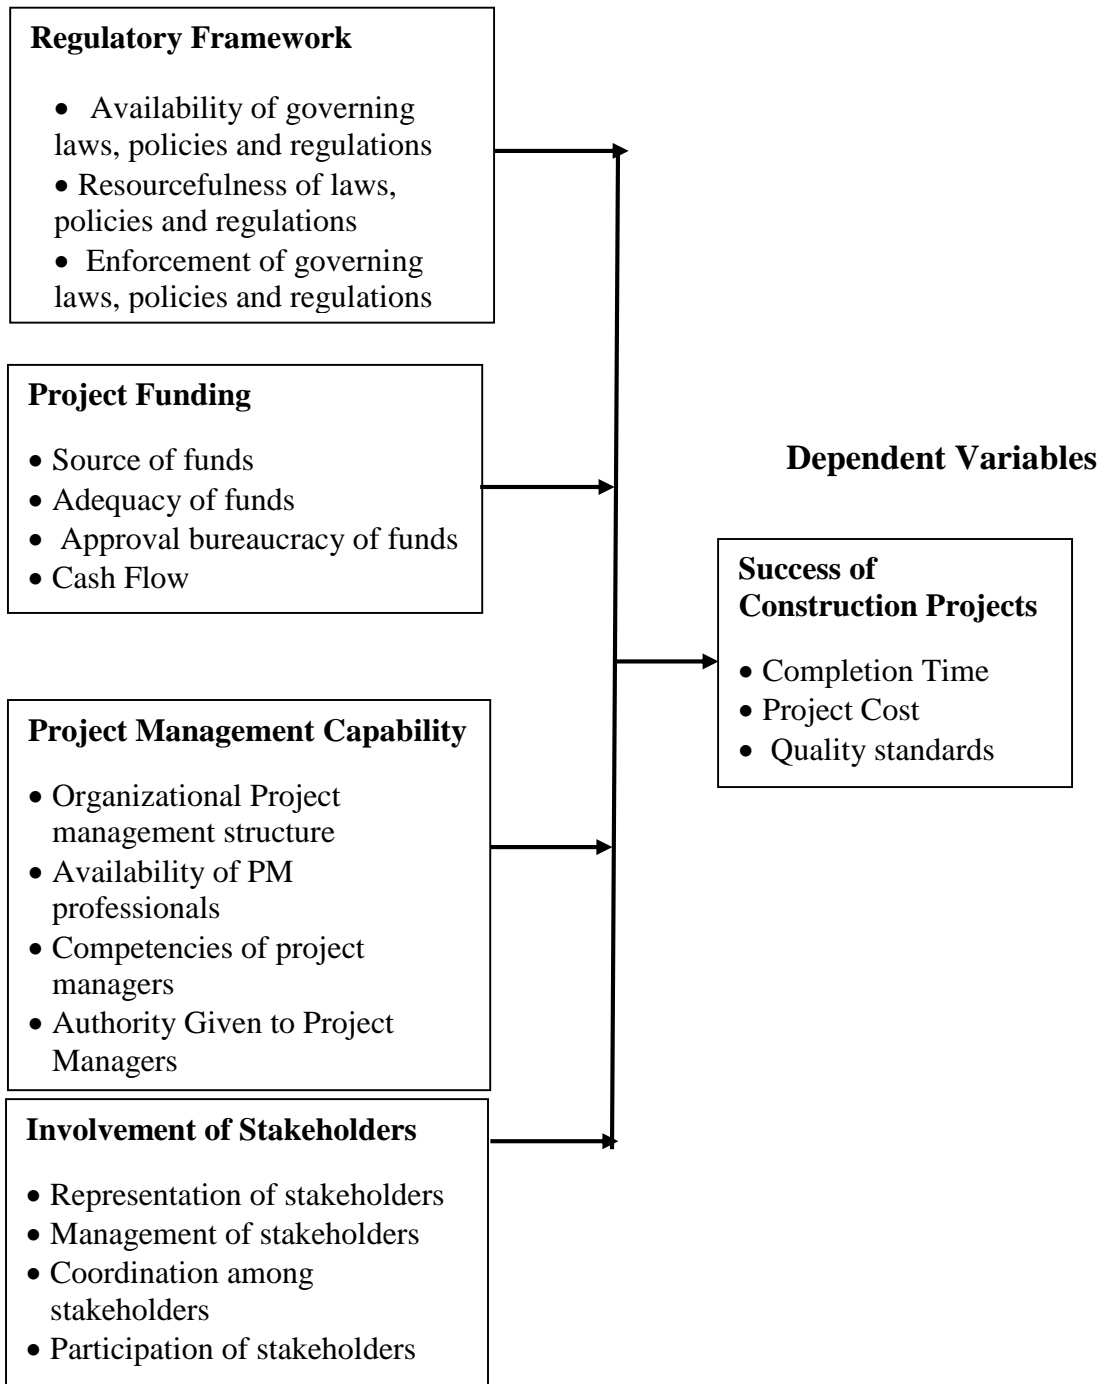 Regulatory Framework
• Availability of governing
laws, policies and regulations
• Resourcefulness of laws,
policies and regulations
• Enforcement of governing
laws, policies and regulations
Project Funding
• Source of funds
• Adequacy of funds
• Approval bureaucracy of funds
• Cash Flow
Project Management Capability
• Organizational Project
management structure
• Availability of PM
professionals
• Competencies of project
managers
• Authority Given to Project
Managers
Involvement of Stakeholders
• Representation of stakeholders
• Management of stakeholders
• Coordination among
stakeholders
• Participation of stakeholders
Dependent Variables
Success of
Construction Projects
• Completion Time
• Project Cost
• Quality standards